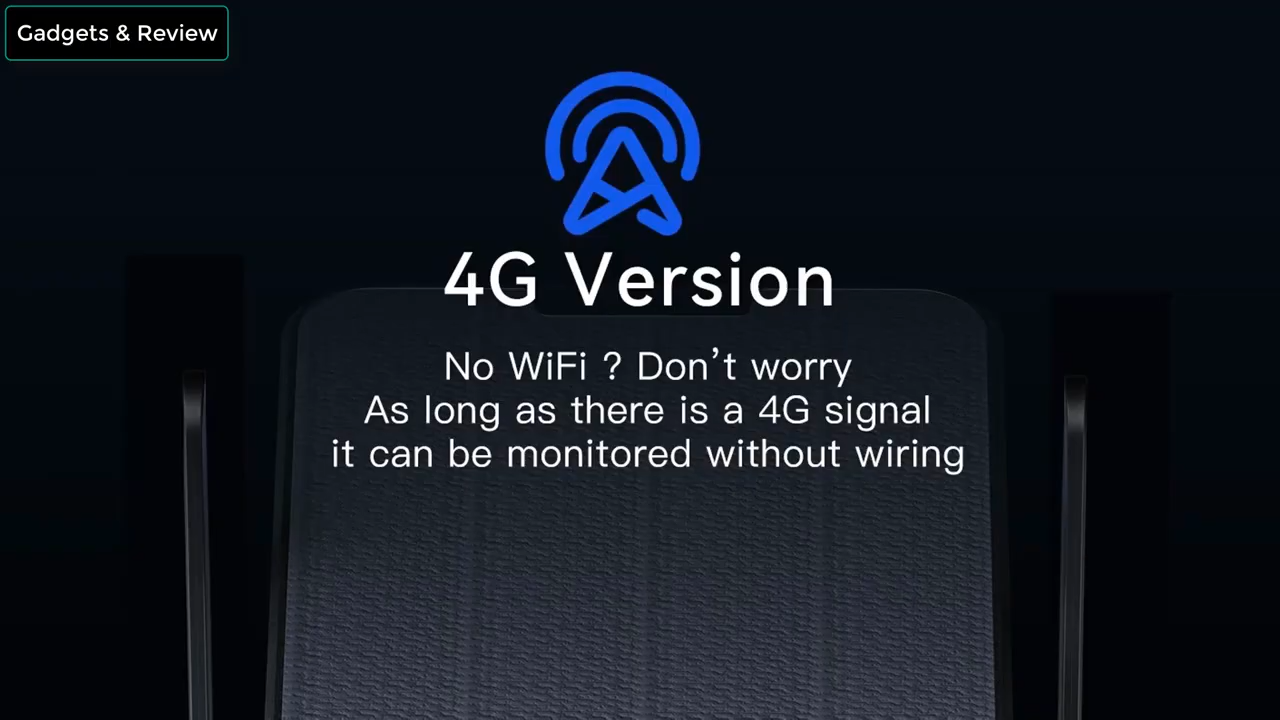 Gadgets & Review
4G Version
No WiFi ? Don't worry
As long as there is a 4G signal
it can be monitored without wiring